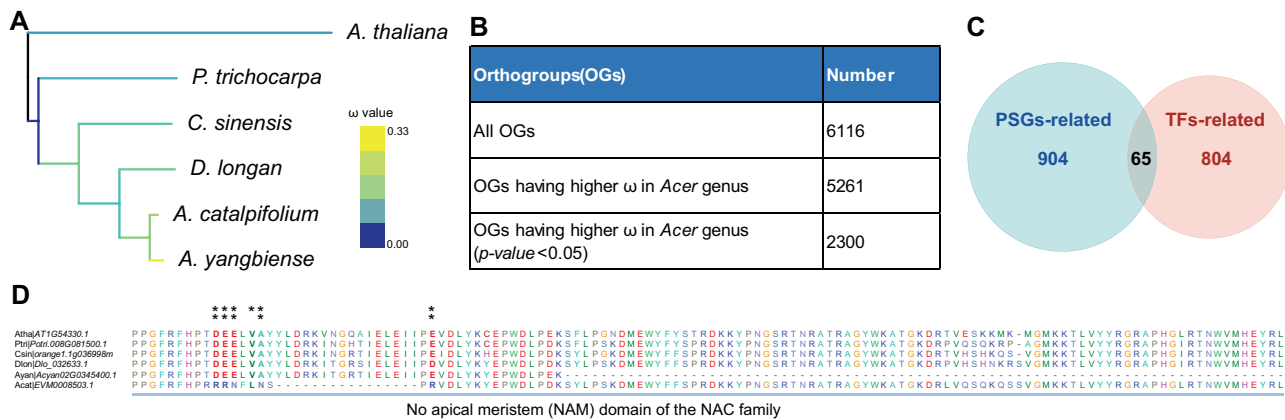 A
A. thaliana
P. trichocarpa
C. sinensis
D. longan
A. catalpifolium
A. yangbiense
ω value
0.33
0.00
B
Orthogroups(OGs) Number
All OGs 6116
OGs having higher ω in Acer genus 5261
OGs having higher ω in Acer genus
(p-value<0.05) 2300
C
PSGs-related
904
65
TFs-related
804
D
*** ** *
*** * *
Atha|AT1G54330.1 PPGFRFHPTDEELVAYYLDRKVNGQAIELEIIPEVDLYKCEPWDLPEKSFLPGNDMEWYFYSTRDKKYPNGSRTNRATRAGYWKATGKDRTVESKKMK-MGMKKTLVYYRGRAPHGLRTNWVMHEYRL
Ptri|Potri.008G081500.1
Csin|orange1.1g036998m
Dlon|Dlo_032633.1
Ayan|Acyan02G0345400.1
Acat|EVM0008503.1
No apical meristem (NAM) domain of the NAC family